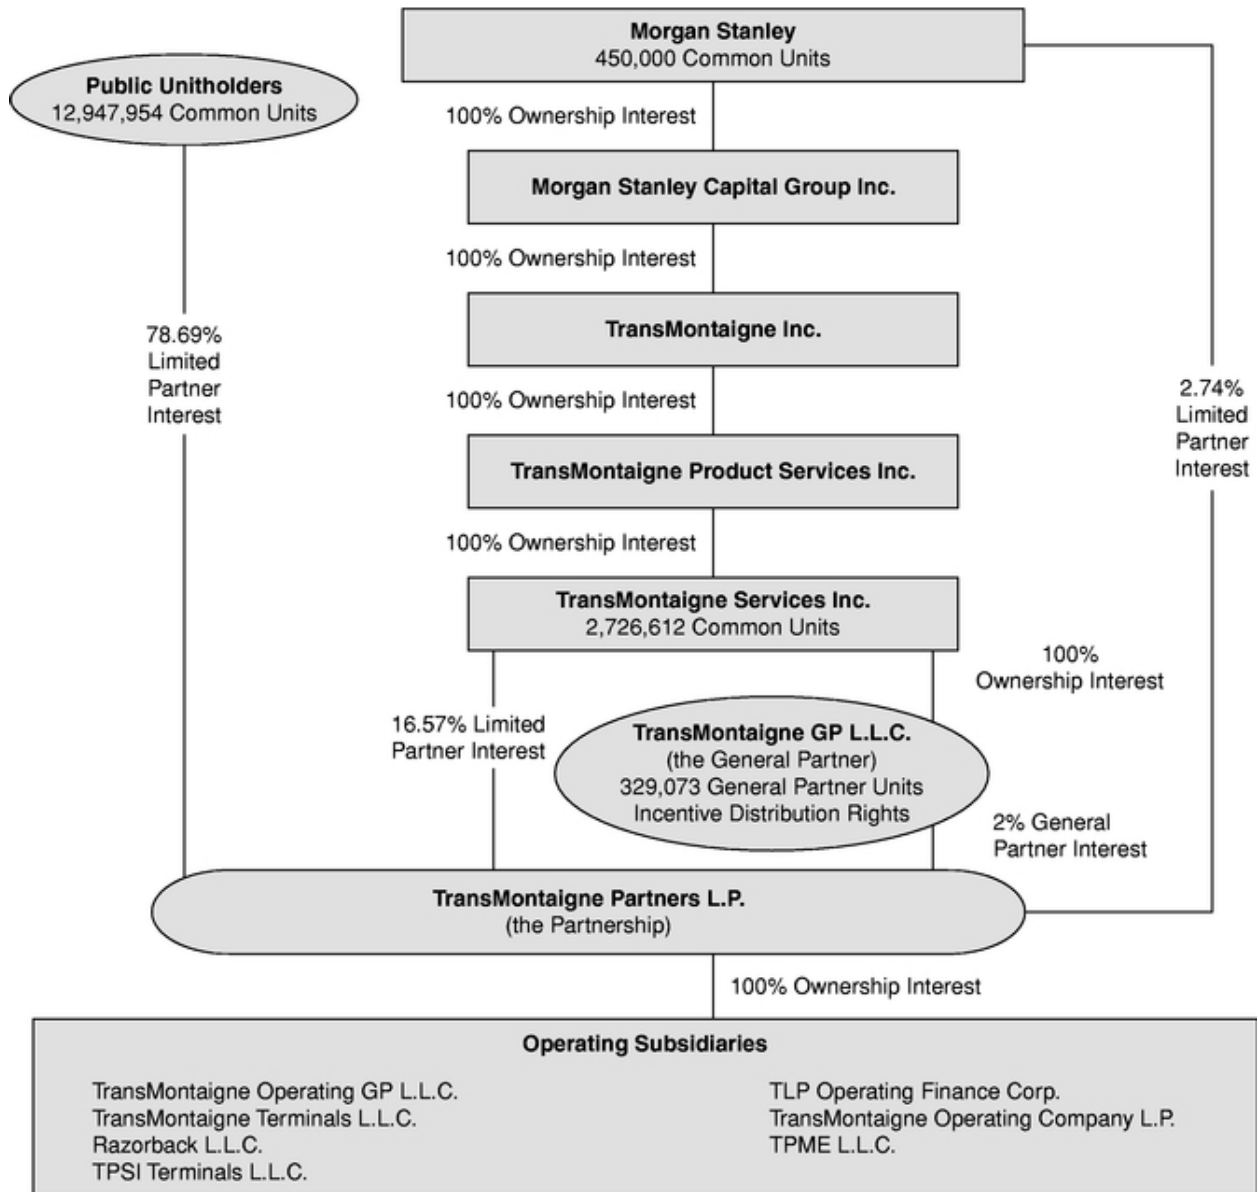 Morgan Stanley
450,000 Common Units
Public Unitholders
12,947,954 Common Units
100% Ownership Interest
Morgan Stanley Capital Group Inc.
100% Ownership Interest
TransMontaigne Inc.
78.69%
Limited
Partner
Interest
2.74%
Limited
Partner
Interest
100% Ownership Interest
TransMontaigne Product Services Inc.
100% Ownership Interest
TransMontaigne Services Inc.
2,726,612 Common Units
100%
Ownership Interest
16.57% Limited
Partner Interest
TransMontaigne GP L.L.C.
(the General Partner)
329,073 General Partner Units
Incentive Distribution Rights
2% General
Partner Interest
TransMontaigne Partners L.P.
(the Partnership)
100% Ownership Interest
Operating Subsidiaries
TransMontaigne Operating GP L.L.C.
TransMontaigne Terminals L.L.C.
Razorback L.L.C.
TPSI Terminals L.L.C.
TLP Operating Finance Corp.
TransMontaigne Operating Company L.P.
TPME L.L.C.